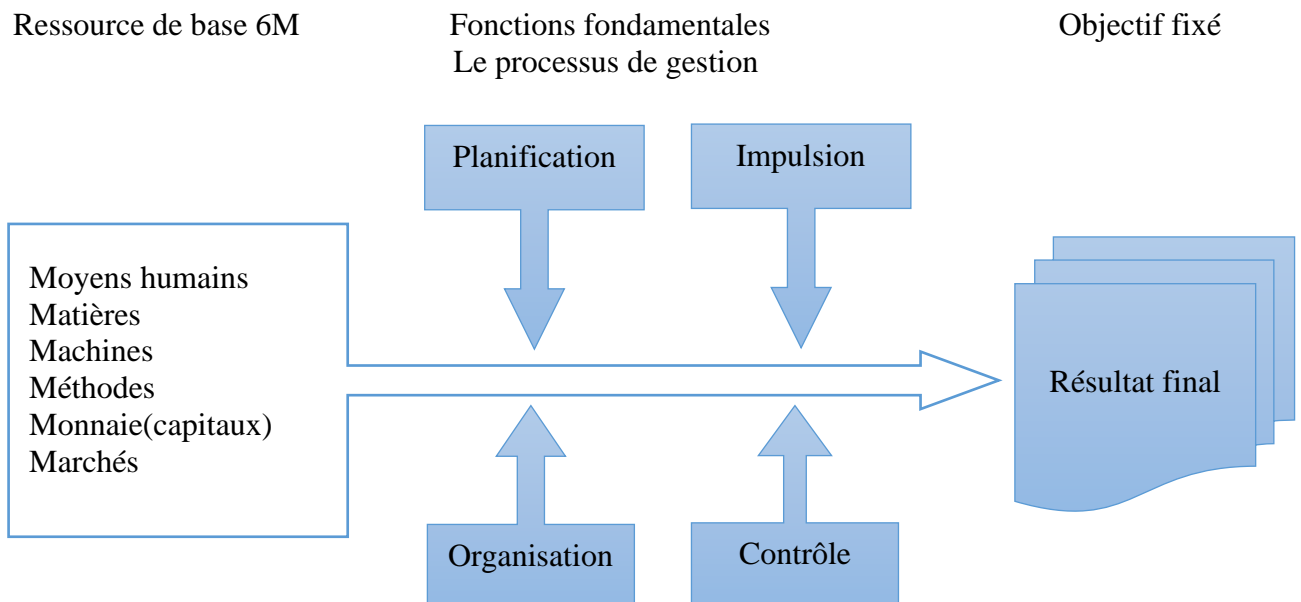 Ressource de base 6M
Fonctions fondamentales
Le processus de gestion
Objectif fixé
Planification
Impulsion
Moyens humains
Matières
Machines
Méthodes
Monnaie(capitaux)
Marchés
Résultat final
Organisation
Contrôle